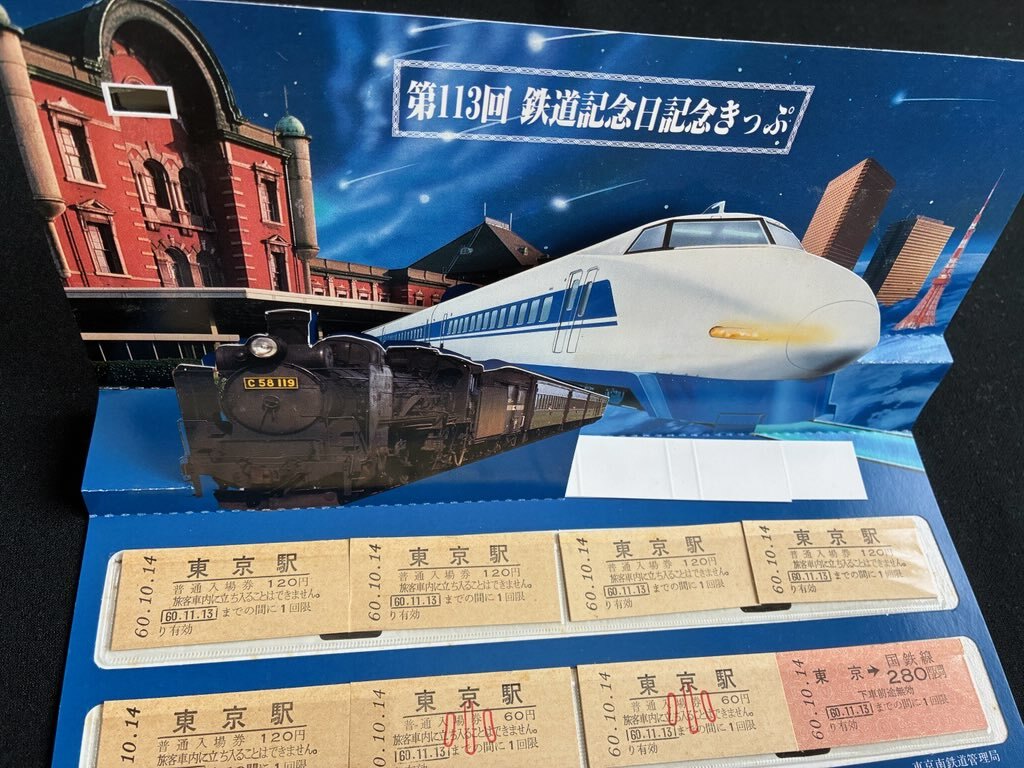 第113回 鉄道記念日記念きっぷ
C58 119
60.10.14
東京駅
普通入場券 120円
旅客車内に立ち入ることはできません。
60.11.13 までの間に1回限
り有効
60.10.14
東京駅
普通入場券 120円
旅客車内に立ち入ることはできません。
60.11.13 までの間に1回限
り有効
60.10.14
東京駅
普通入場券 120円
旅客車内に立ち入ることはできません。
60.11.13 までの間に1回限
り有効
60.10.14
東京駅
普通入場券 120円
旅客車内に立ち入ることはできません。
60.11.13 までの間に1回限
り有効
10.14
東京駅
普通入場券 120円
旅客車内に立ち入ることはできません。
60.11.13 までの間に1回限
60.10.14
東京駅
普通入場券 60円
旅客車内に立ち入ることはできません。
60.11.13 までの間に1回限
り有効
小
60.10.14
東京駅
普通入場券 60円
旅客車内に立ち入ることはできません。
60.11.13 までの間に1回限
り有効
小
60.10.14
東京→国鉄線 280円区間
下車前途無効
60.11.13 までの間に1回限
り有効
東京南鉄道管理局